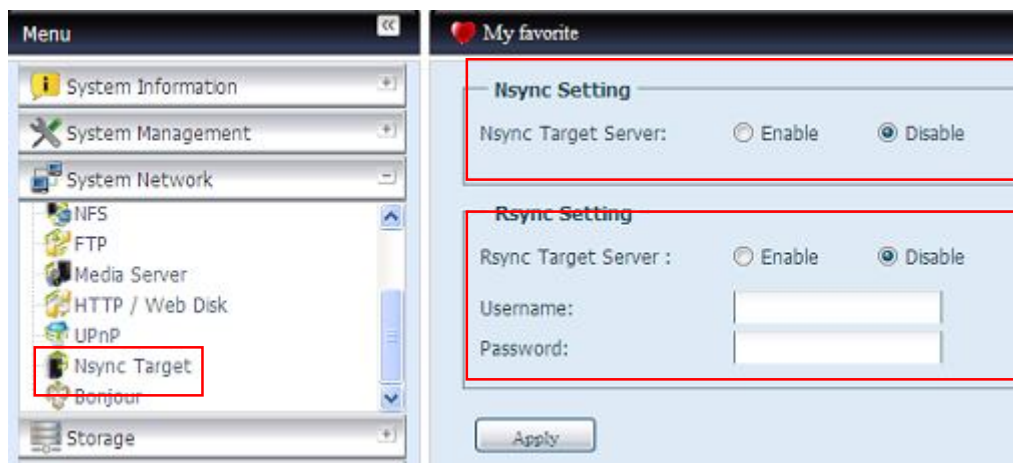 Menu
My favorite
System Information
System Management
System Network
NFS
FTP
Media Server
HTTP / Web Disk
UPnP
Nsync Target
Bonjour
Storage
Nsync Setting
Nsync Target Server: Enable Disable
Rsync Setting
Rsync Target Server : Enable Disable
Username:
Password:
Apply